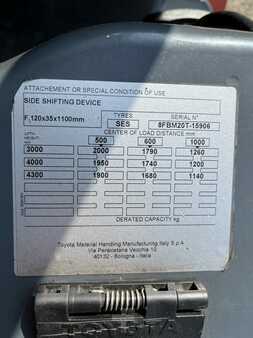 ATTACHEMENT OR SPECIAL CONDITION OF USE
SIDE SHIFTING DEVICE
F.120x35x1100mm TYRES SES SERIAL N° 8FBM20T-15906
CENTER OF LOAD DISTANCE mm
500 600 1000
3000 2000 1790 1260
4000 1950 1740 1200
4300 1900 1680 1140
DERATED CAPACITY kg
Toyota Material Handling Manufacturing Italy S.p.A
Via Persicetana Vecchia 10
40132 - Bologna - Italia